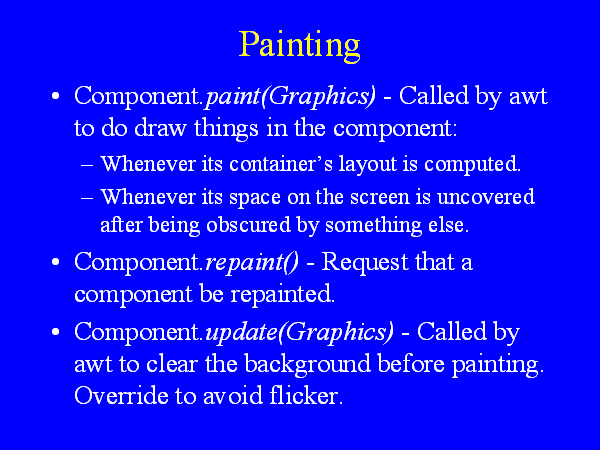 Painting
• Component.paint(Graphics) - Called by awt
to do draw things in the component:
– Whenever its container’s layout is computed.
– Whenever its space on the screen is uncovered
after being obscured by something else.
• Component.repaint() - Request that a
component be repainted.
• Component.update(Graphics) - Called by
awt to clear the background before painting.
Override to avoid flicker.